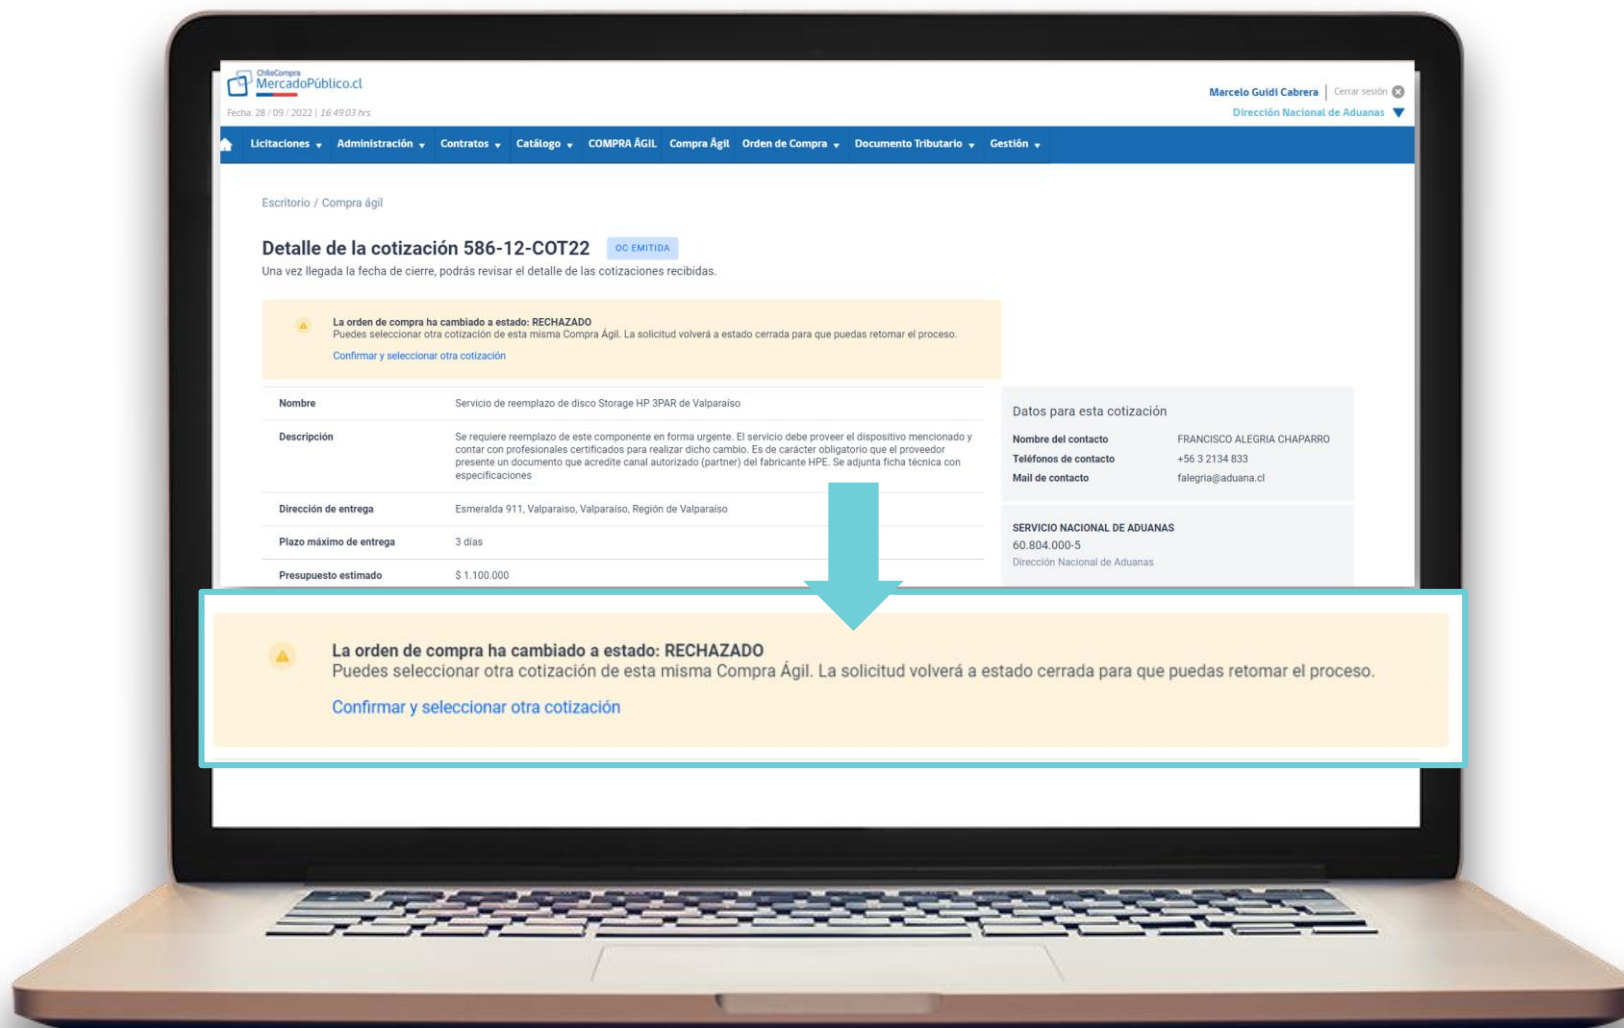 ChileCompra
MercadoPúblico.cl
Marcelo Guidi Cabrera | Cerrar sesión
Fecha: 28 / 09 / 2022 | 16:49:03 hrs.
Dirección Nacional de Aduanas
Licitaciones Administración Contratos Catálogo COMPRA ÁGIL Compra Ágil Orden de Compra Documento Tributario Gestión
Escritorio / Compra ágil
Detalle de la cotización 586-12-COT22 OC EMITIDA
Una vez llegada la fecha de cierre, podrás revisar el detalle de las cotizaciones recibidas.
La orden de compra ha cambiado a estado: RECHAZADO
Puedes seleccionar otra cotización de esta misma Compra Ágil. La solicitud volverá a estado cerrada para que puedas retomar el proceso.
Confirmar y seleccionar otra cotización
Nombre Servicio de reemplazo de disco Storage HP 3PAR de Valparaíso
Descripción Se requiere reemplazo de este componente en forma urgente. El servicio debe proveer el dispositivo mencionado y
contar con profesionales certificados para realizar dicho cambio. Es de carácter obligatorio que el proveedor
presente un documento que acredite canal autorizado (partner) del fabricante HPE. Se adjunta ficha técnica con
especificaciones
Dirección de entrega Esmeralda 911, Valparaiso, Valparaíso, Región de Valparaíso
Plazo máximo de entrega 3 días
Presupuesto estimado $ 1.100.000
Datos para esta cotización
Nombre del contacto FRANCISCO ALEGRIA CHAPARRO
Teléfonos de contacto +56 3 2134 833
Mail de contacto falegria@aduana.cl
SERVICIO NACIONAL DE ADUANAS
60.804.000-5
Dirección Nacional de Aduanas
La orden de compra ha cambiado a estado: RECHAZADO
Puedes seleccionar otra cotización de esta misma Compra Ágil. La solicitud volverá a estado cerrada para que puedas retomar el proceso.
Confirmar y seleccionar otra cotización